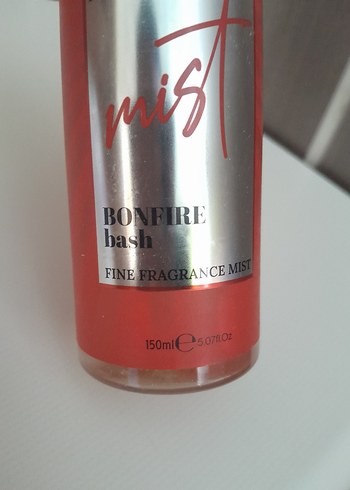 mist
BONFIRE
bash
FINE FRAGRANCE MIST
150ml ℮ 5.07fl.Oz